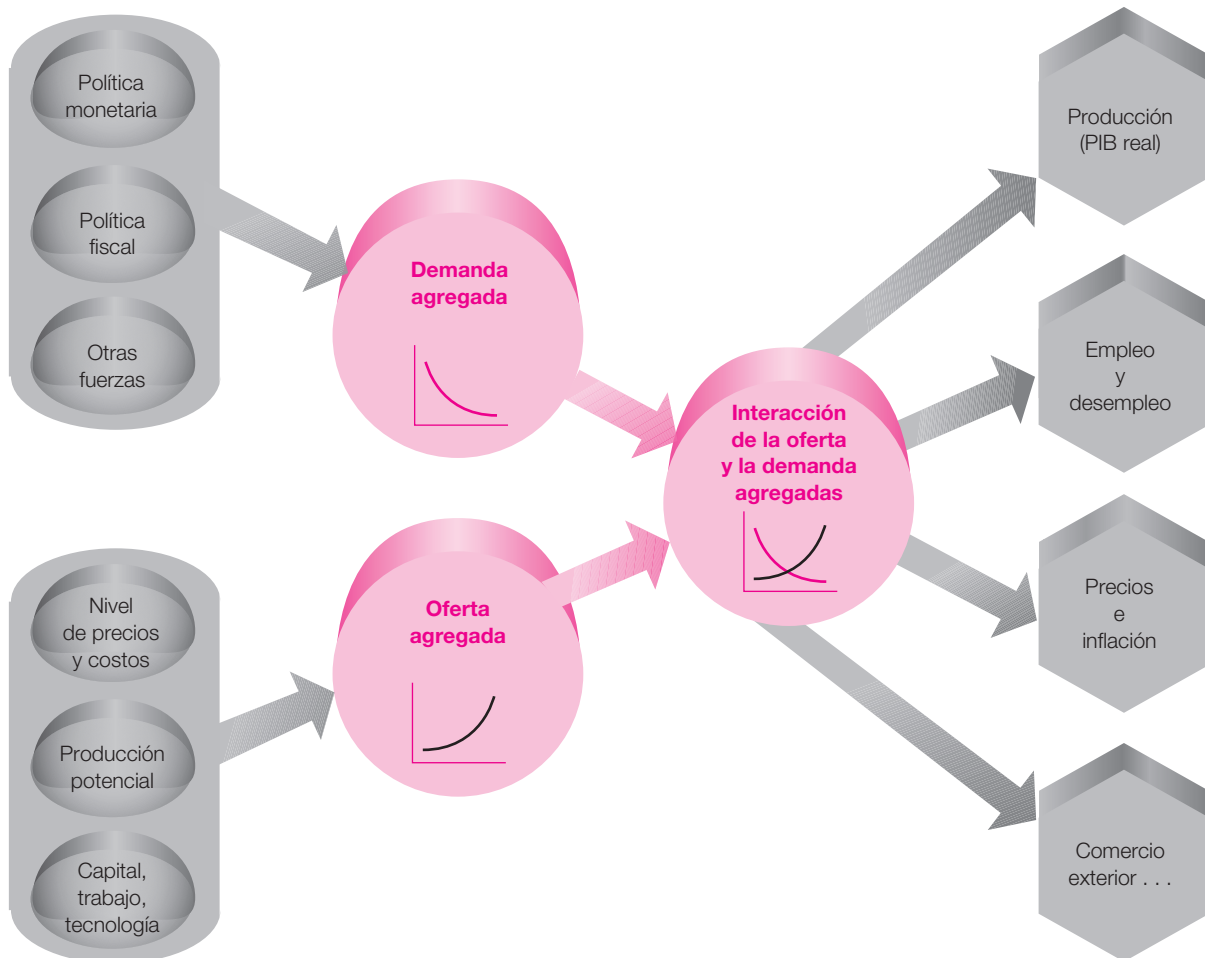 Política
monetaria
Política
fiscal
Otras
fuerzas
Nivel
de precios
y costos
Producción
potencial
Capital,
trabajo,
tecnología
Demanda
agregada
Oferta
agregada
Interacción
de la oferta
y la demanda
agregadas
Producción
(PIB real)
Empleo
y
desempleo
Precios
e
inflación
Comercio
exterior . . .